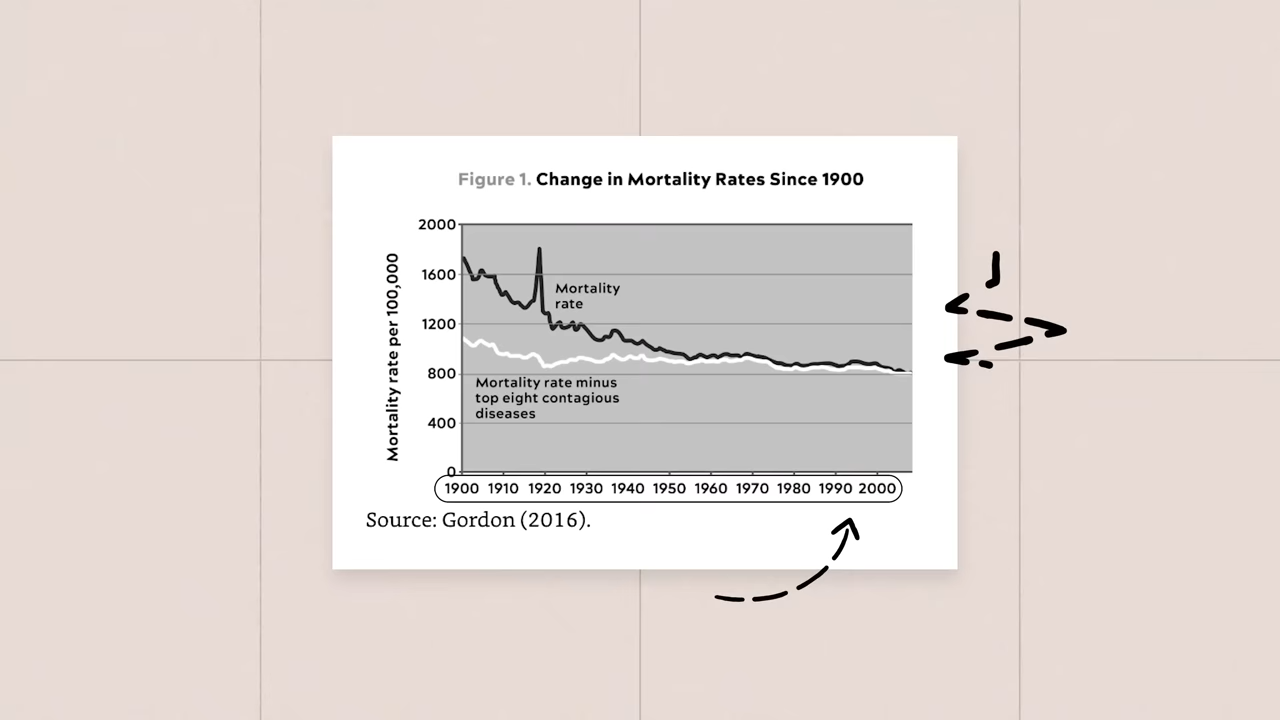 Figure 1. Change in Mortality Rates Since 1900
Mortality rate per 100,000
2000
1600
1200
800
400
0
Mortality
rate
Mortality rate minus
top eight contagious
diseases
1900 1910 1920 1930 1940 1950 1960 1970 1980 1990 2000
Source: Gordon (2016).